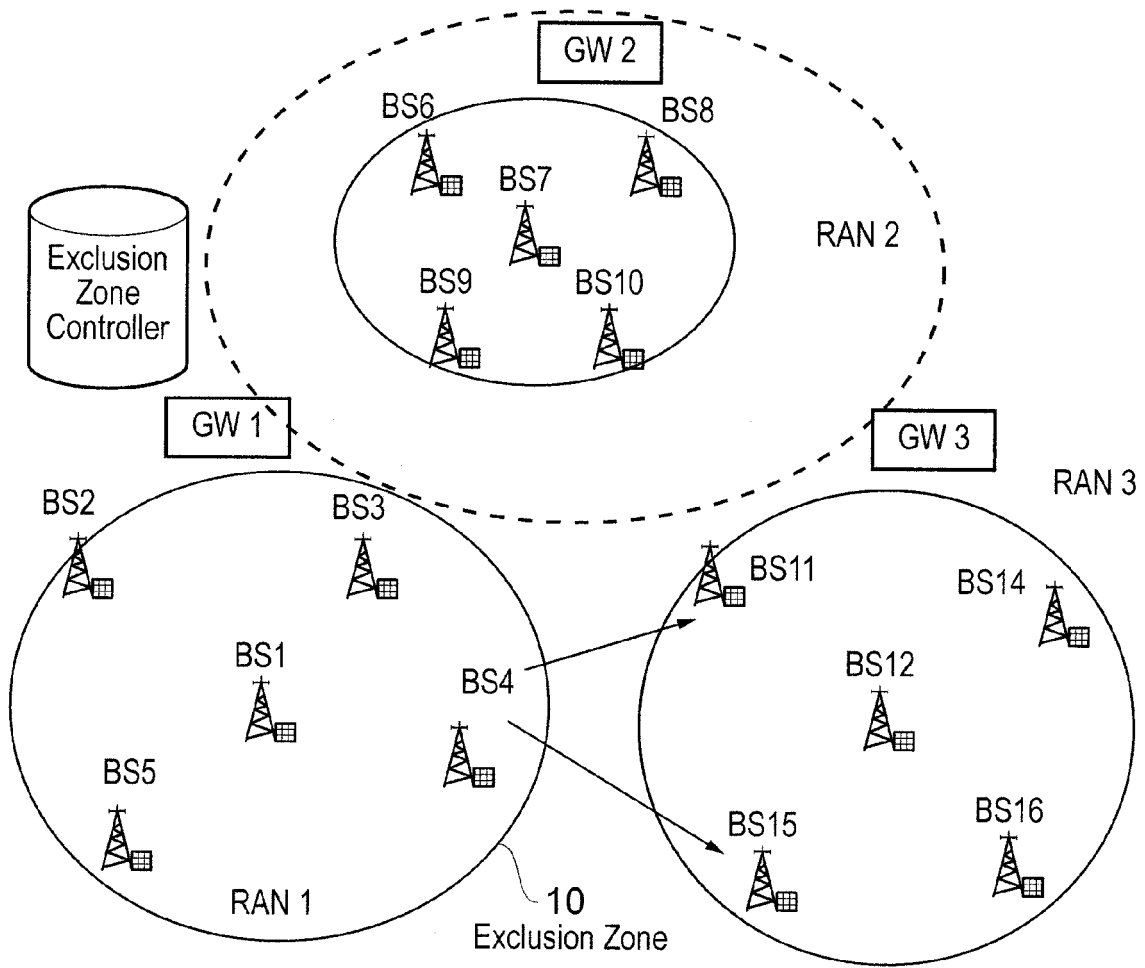 GW 2
BS6
BS8
BS7
RAN 2
Exclusion
Zone
Controller
BS9
BS10
GW 1
GW 3
RAN 3
BS2
BS3
BS11
BS14
BS1
BS4
BS12
BS5
BS15
BS16
RAN 1
10
Exclusion Zone